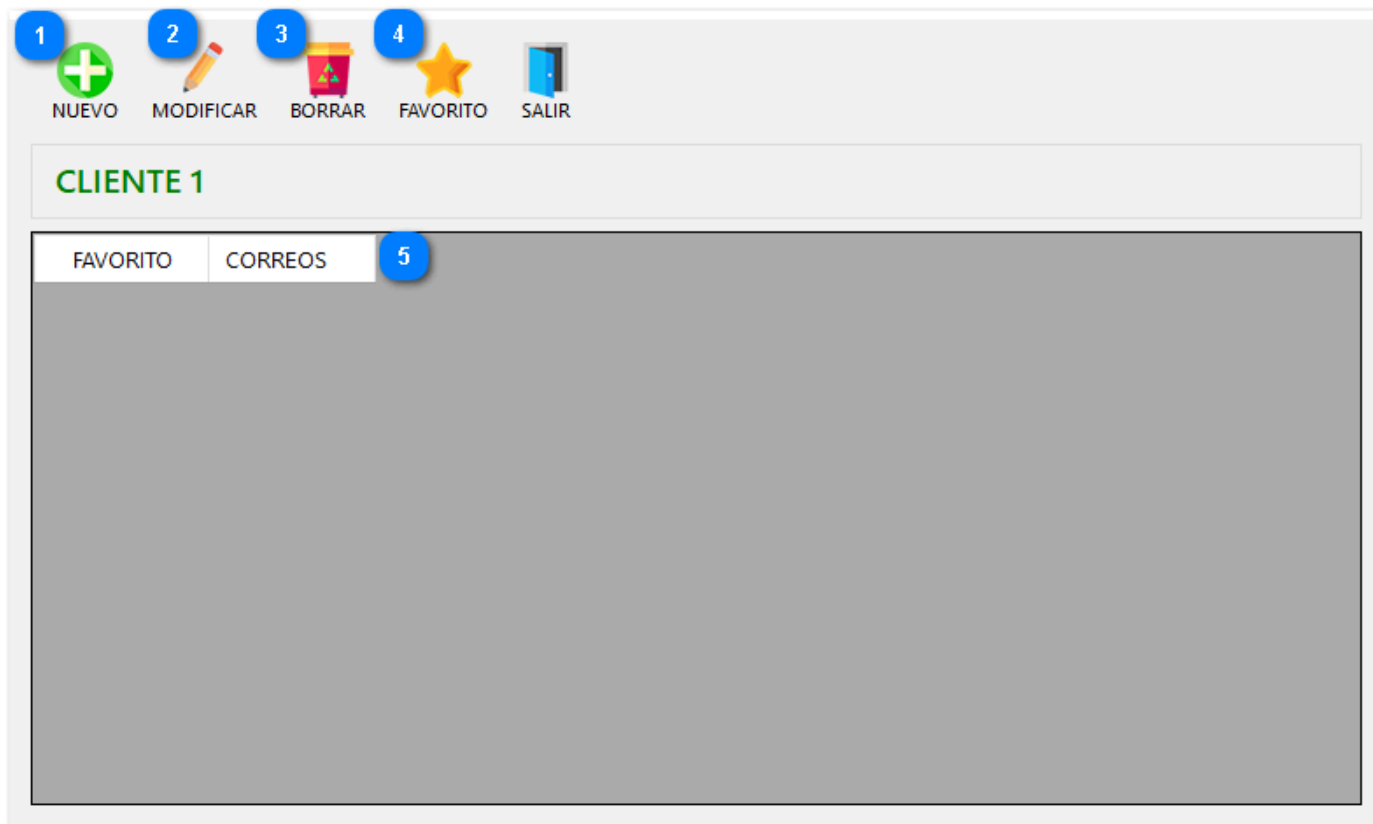 1 2 3 4
NUEVO MODIFICAR BORRAR FAVORITO SALIR
CLIENTE 1
FAVORITO CORREOS 5